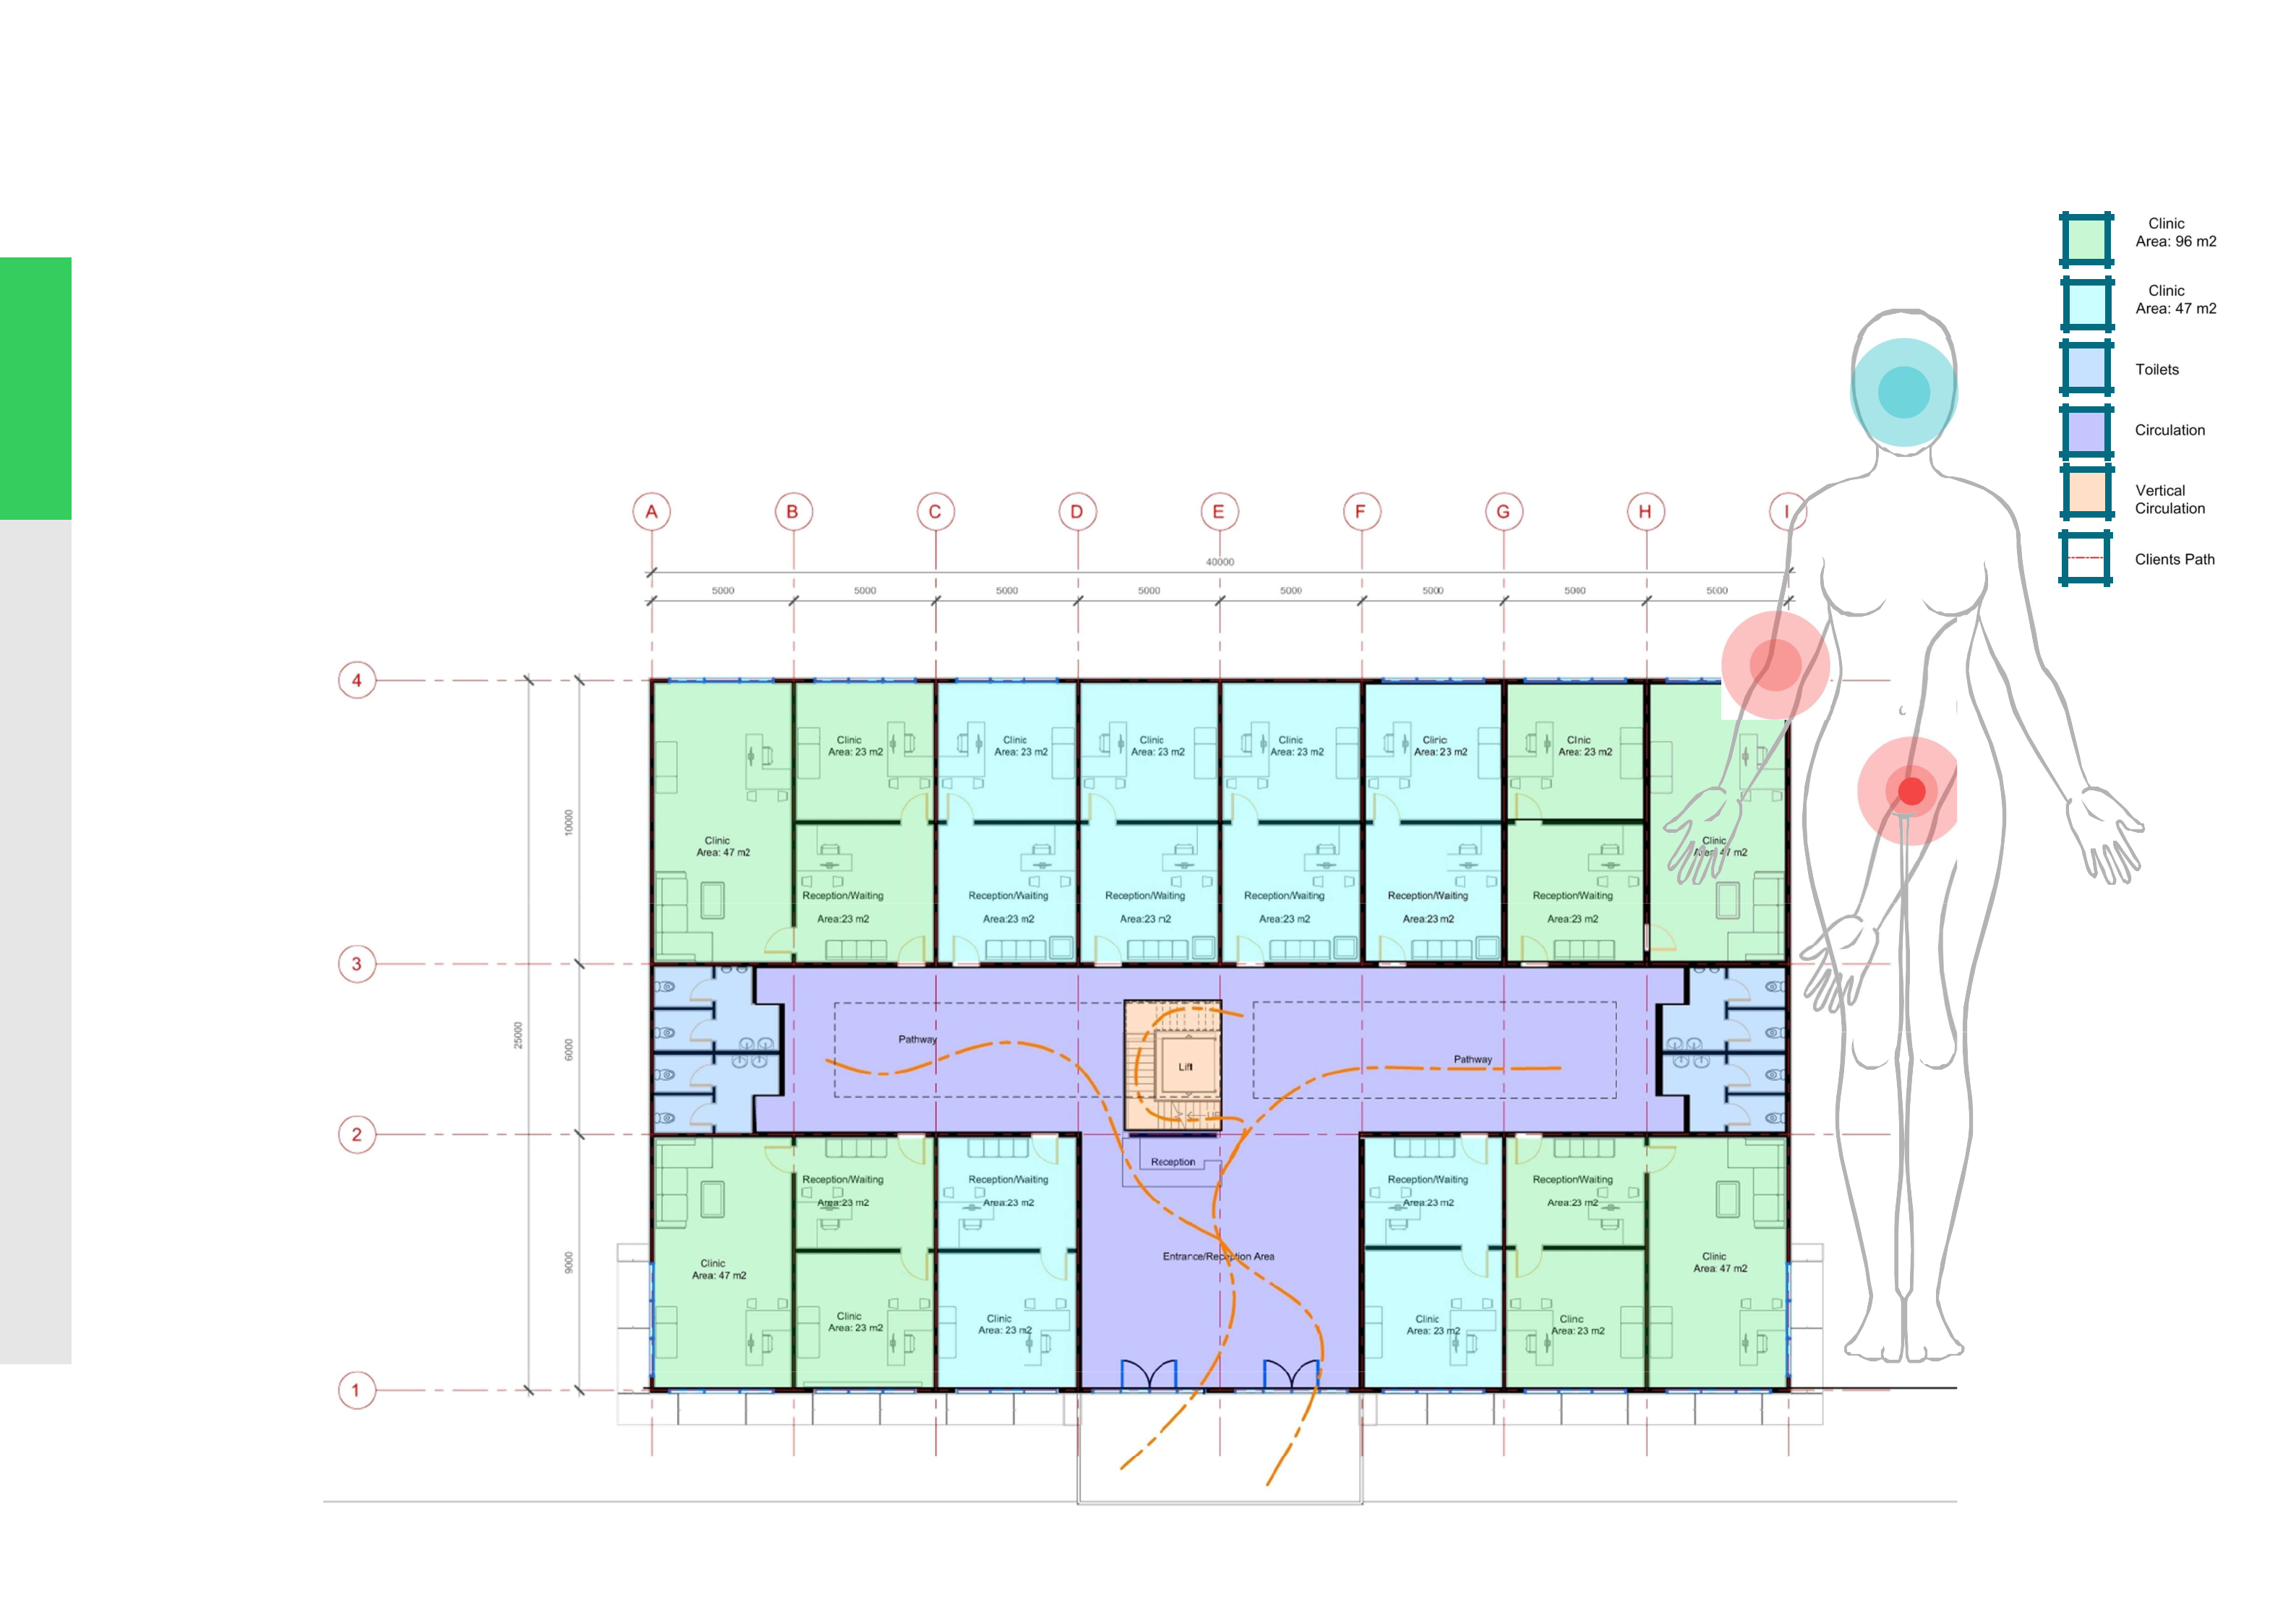 Clinic
Area: 96 m2
Clinic
Area: 47 m2
Toilets
Circulation
Vertical
Circulation
Clients Path
A
B
C
D
E
F
G
H
I
40000
5000
5000
5000
5000
5000
5000
5000
5000
4
3
2
1
25000
10000
6000
9000
Clinic
Area: 23 m2
Clinic
Area: 23 m2
Clinic
Area: 23 m2
Clinic
Area: 23 m2
Clinic
Area: 23 m2
Clinic
Area: 23 m2
Clinic
Area: 47 m2
Clinic
Area: 47 m2
Reception/Waiting
Area:23 m2
Reception/Waiting
Area:23 m2
Reception/Waiting
Area:23 m2
Reception/Waiting
Area:23 m2
Reception/Waiting
Area:23 m2
Reception/Waiting
Area:23 m2
Pathway
Lift
Pathway
Reception
Reception/Waiting
Area:23 m2
Reception/Waiting
Area:23 m2
Reception/Waiting
Area:23 m2
Reception/Waiting
Area:23 m2
Entrance/Reception Area
Clinic
Area: 47 m2
Clinic
Area: 23 m2
Clinic
Area: 23 m2
Clinic
Area: 23 m2
Clinic
Area: 23 m2
Clinic
Area: 47 m2